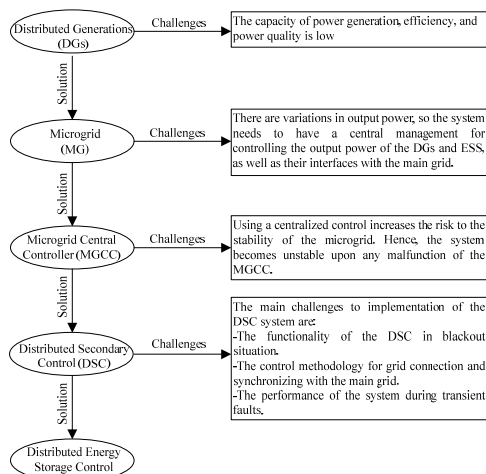 Distributed Generations
(DGs)
Challenges
The capacity of power generation, efficiency, and
power quality is low
Solution
Microgrid
(MG)
Challenges
There are variations in output power, so the system
needs to have a central management for
controlling the output power of the DGs and ESS,
as well as their interfaces with the main grid.
Solution
Microgrid Central
Controller (MGCC)
Challenges
Using a centralized control increases the risk to the
stability of the microgrid. Hence, the system
becomes unstable upon any malfunction of the
MGCC.
Solution
Distributed Secondary
Control (DSC)
Challenges
The main challenges to implementation of the
DSC system are:
-The functionality of the DSC in blackout
situation.
-The control methodology for grid connection and
synchronizing with the main grid.
-The performance of the system during transient
faults.
Solution
Distributed Energy
Storage Control